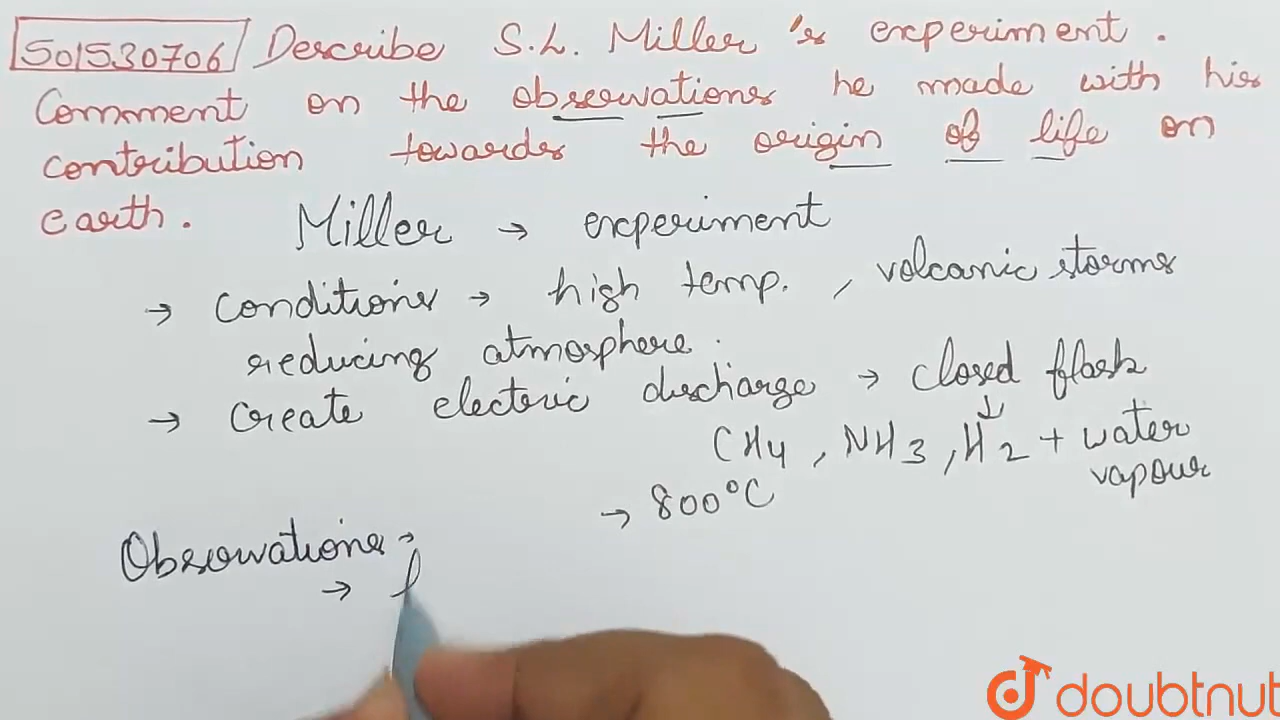 501530706 Describe S.L. Miller's experiment.
Comment on the observations he made with his
contribution towards the origin of life on
earth.
Miller → experiment
→ conditions → high temp. , volcanic storms
reducing atmosphere.
→ create electric discharge → closed flask
CH4 , NH3 , H2 + water
vapour
→ 800°C
Observations →
→
doubtnut